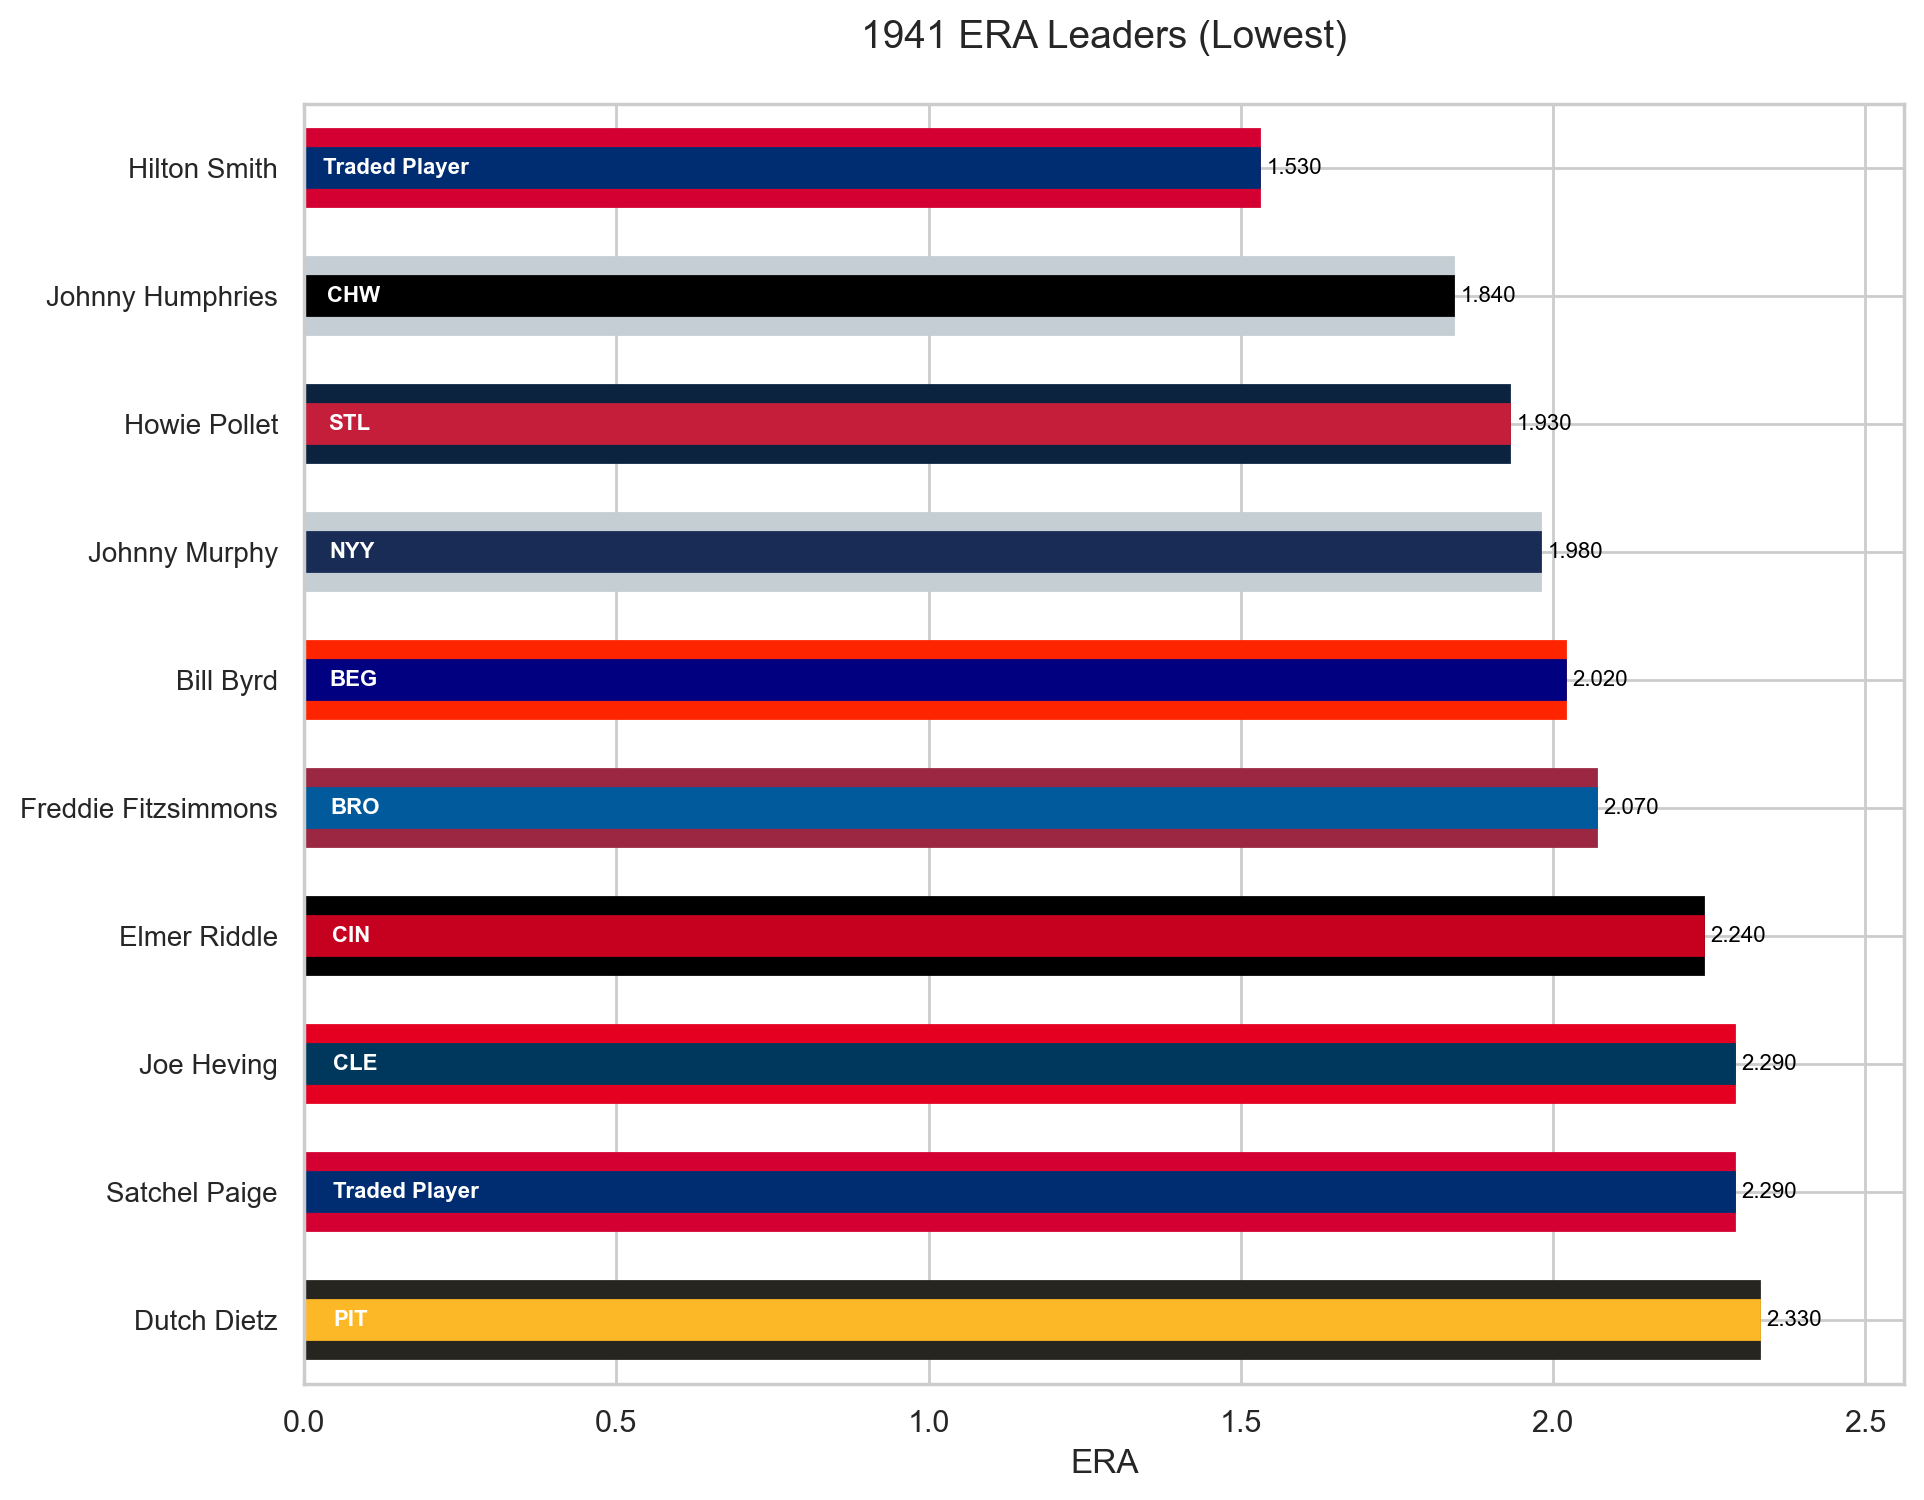 1941 ERA Leaders (Lowest)
Hilton Smith
Traded Player
1.530
Johnny Humphries
CHW
1.840
Howie Pollet
STL
1.930
Johnny Murphy
NYY
1.980
Bill Byrd
BEG
2.020
Freddie Fitzsimmons
BRO
2.070
Elmer Riddle
CIN
2.240
Joe Heving
CLE
2.290
Satchel Paige
Traded Player
2.290
Dutch Dietz
PIT
2.330
0.0 0.5 1.0 1.5 2.0 2.5
ERA